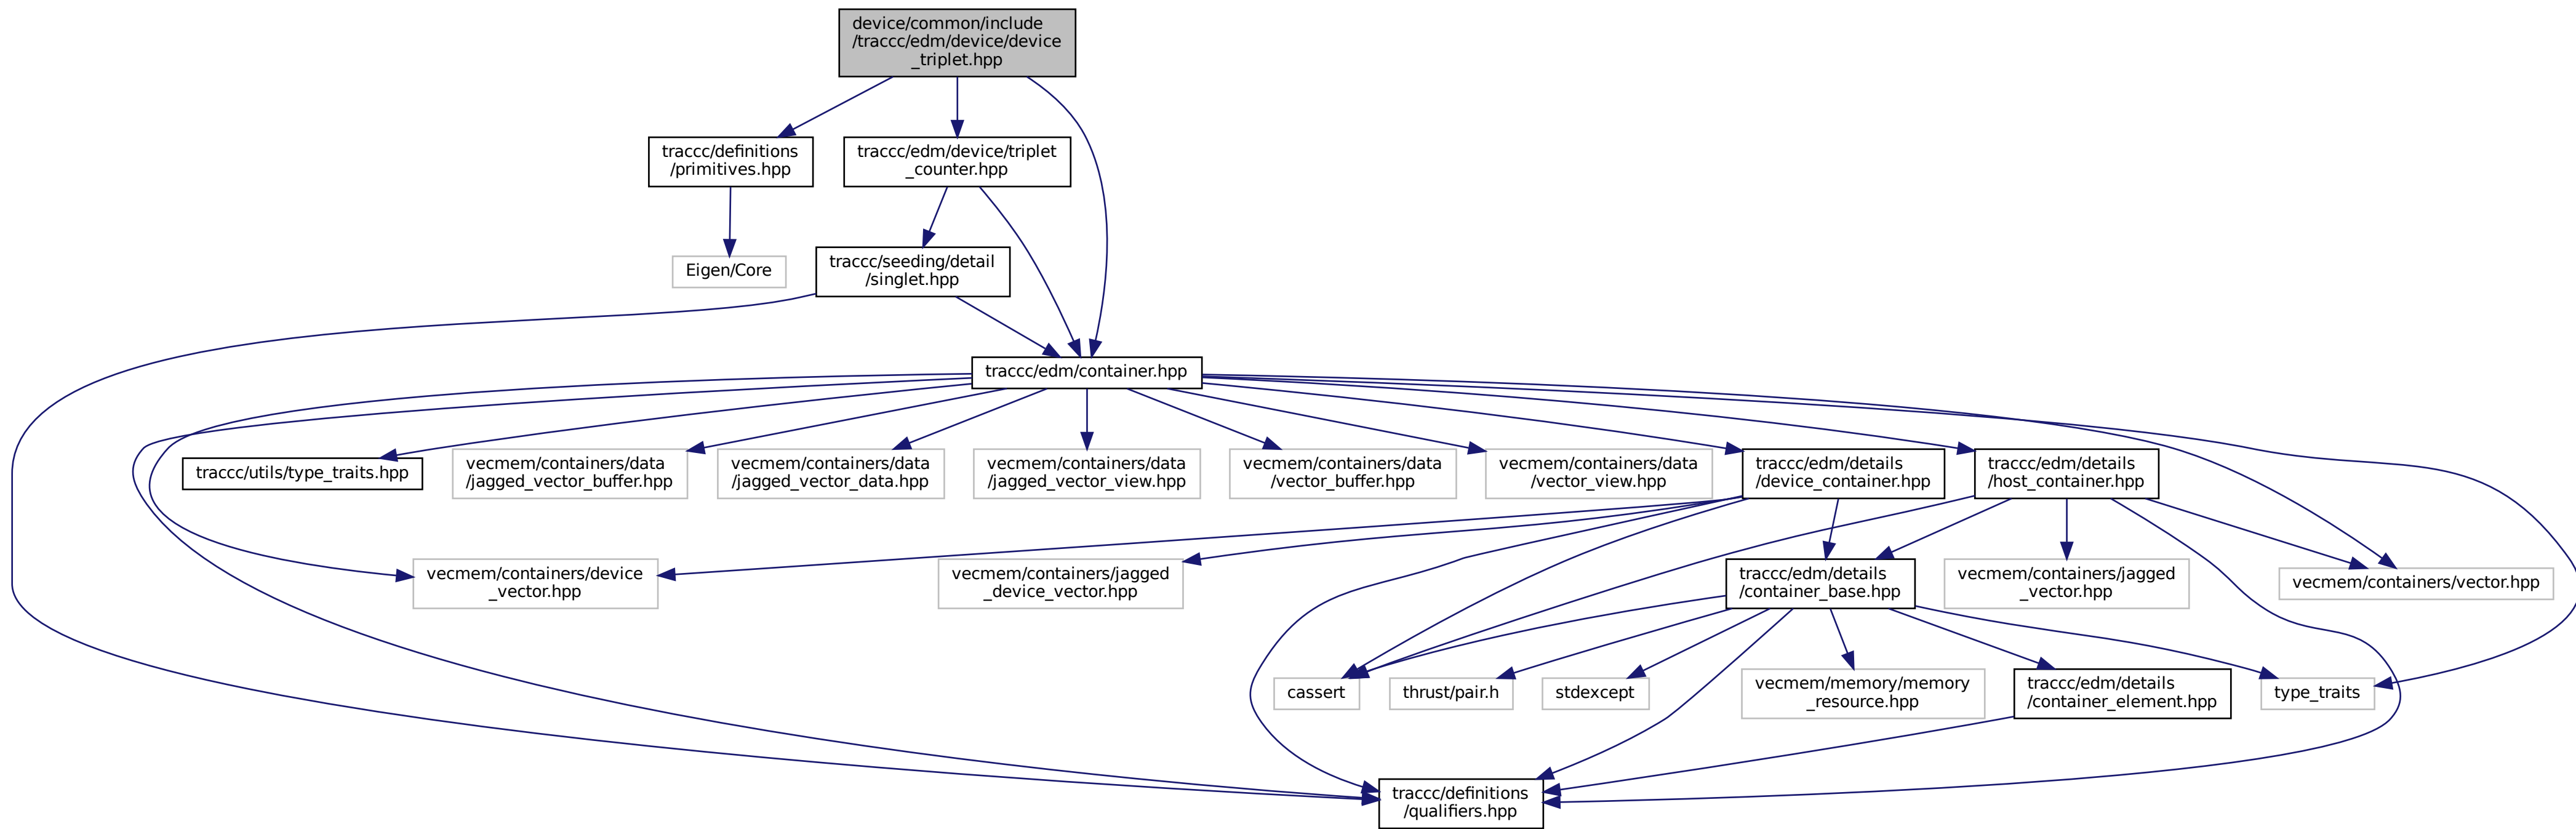 device/common/include
/traccc/edm/device/device
_triplet.hpp
traccc/definitions
/primitives.hpp
traccc/edm/device/triplet
_counter.hpp
Eigen/Core
traccc/seeding/detail
/singlet.hpp
traccc/edm/container.hpp
traccc/utils/type_traits.hpp
vecmem/containers/data
/jagged_vector_buffer.hpp
vecmem/containers/data
/jagged_vector_data.hpp
vecmem/containers/data
/jagged_vector_view.hpp
vecmem/containers/data
/vector_buffer.hpp
vecmem/containers/data
/vector_view.hpp
traccc/edm/details
/device_container.hpp
traccc/edm/details
/host_container.hpp
vecmem/containers/device
_vector.hpp
vecmem/containers/jagged
_device_vector.hpp
traccc/edm/details
/container_base.hpp
vecmem/containers/jagged
_vector.hpp
vecmem/containers/vector.hpp
cassert
thrust/pair.h
stdexcept
vecmem/memory/memory
_resource.hpp
traccc/edm/details
/container_element.hpp
type_traits
traccc/definitions
/qualifiers.hpp